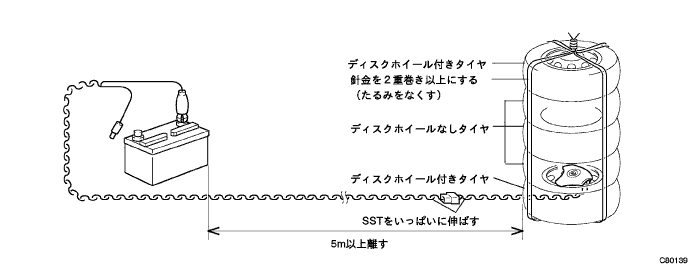 ディスクホイール付きタイヤ
針金を2重巻き以上にする
(たるみをなくす)
ディスクホイールなしタイヤ
ディスクホイール付きタイヤ
SSTをいっぱいに伸ばす
5m以上離す
C80139